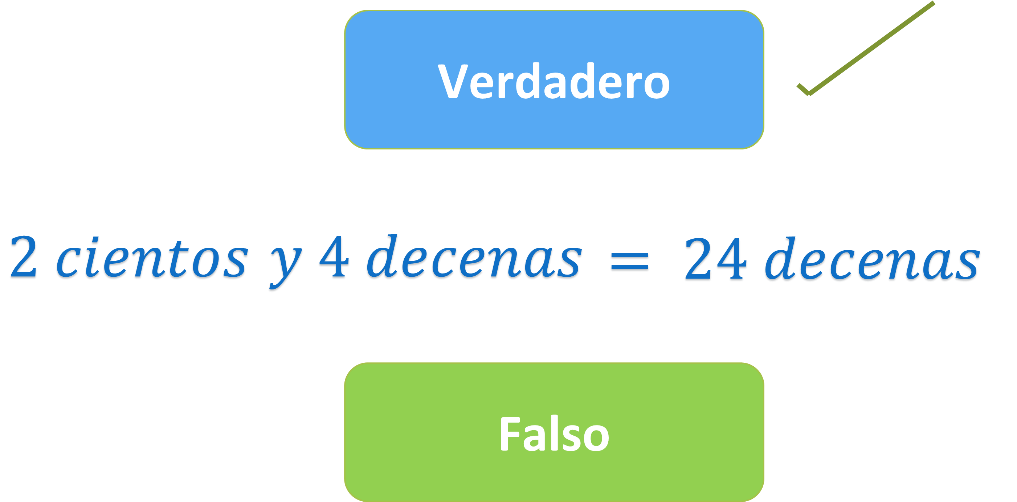 Verdadero
2 cientos y 4 decenas = 24 decenas
Falso